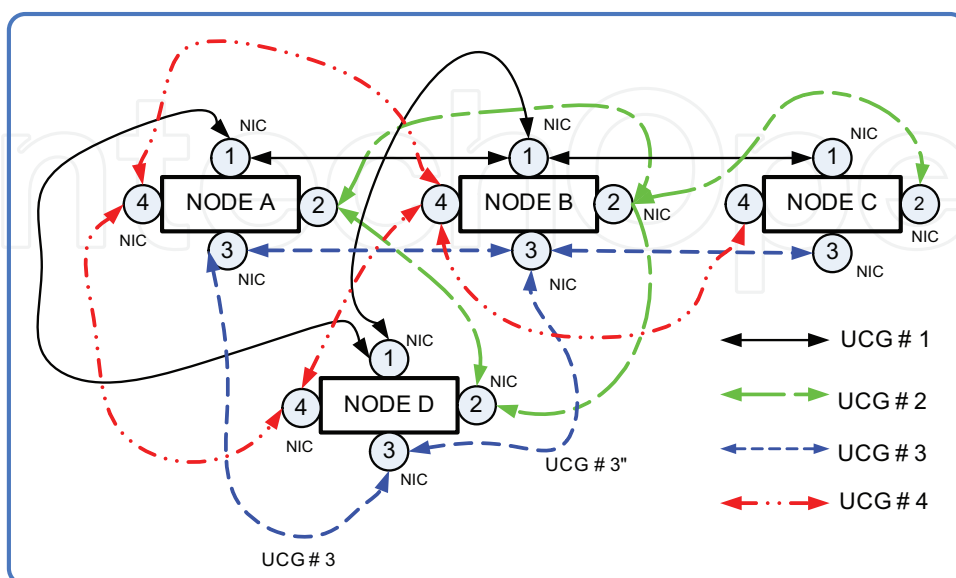 NIC NIC NIC
1 1 1
4 NODE A 2 4 NODE B 2 4 NODE C 2
NIC NIC NIC
3 3 3
NIC NIC NIC
NIC
1
NIC
4 NODE D 2
NIC
3
NIC
UCG # 3
UCG # 3"
UCG # 1
UCG # 2
UCG # 3
UCG # 4